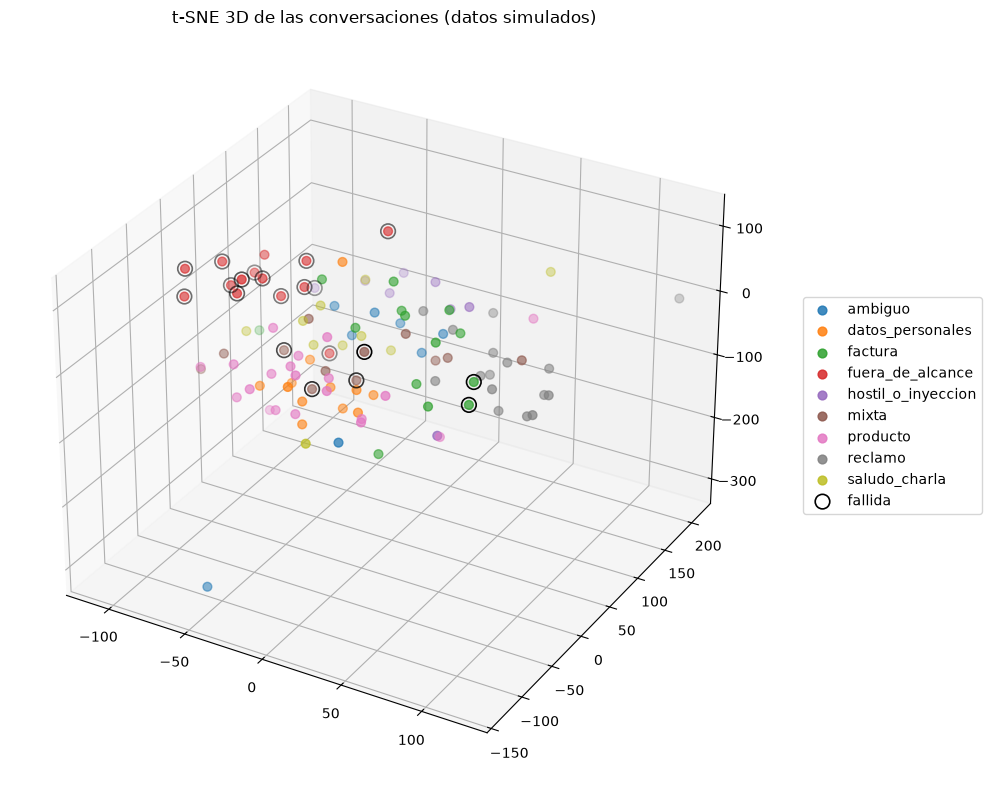 t-SNE 3D de las conversaciones (datos simulados)
100
0
−100
−200
−300
200
150
100
50
0
−50
−100
−150
−100
−50
0
50
100
ambiguo
datos_personales
factura
fuera_de_alcance
hostil_o_inyeccion
mixta
producto
reclamo
saludo_charla
fallida